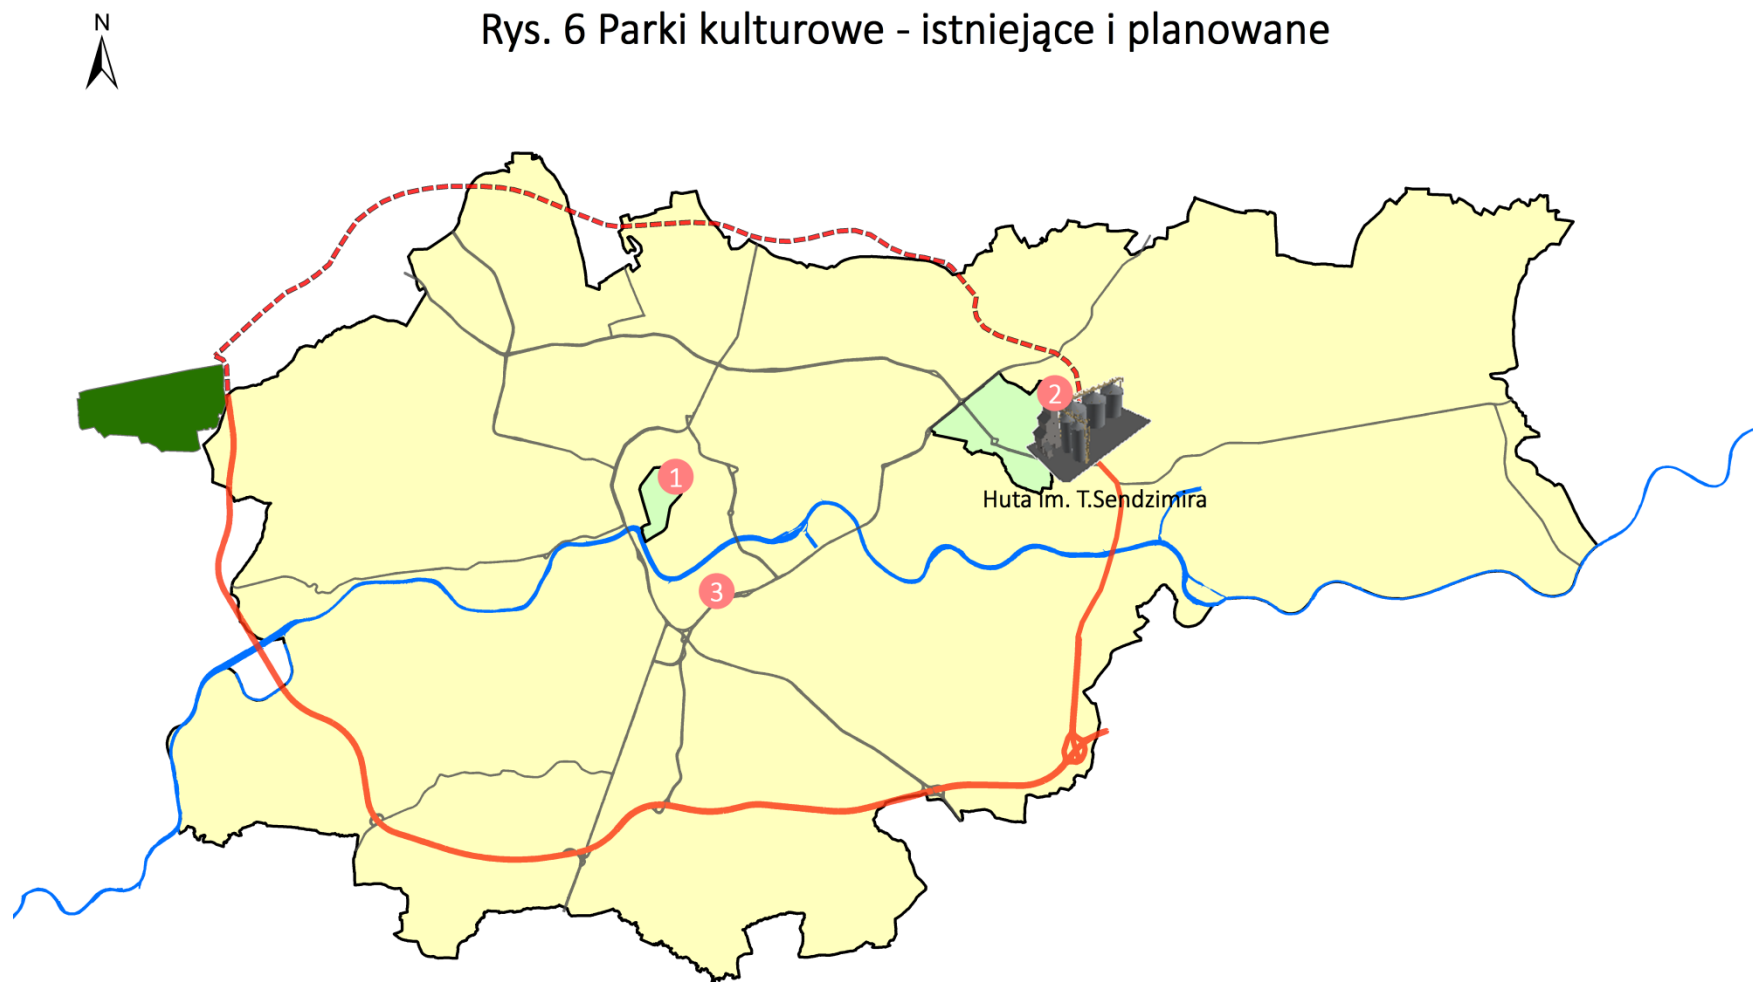 Rys. 6 Parki kulturowe - istniejące i planowane
N
2
1
Huta im. T.Sendzimira
3